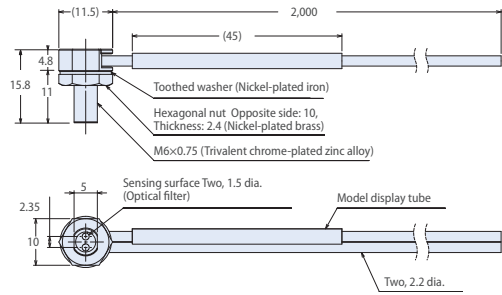 (11.5)
2,000
(45)
4.8
15.8
11
Toothed washer (Nickel-plated iron)
Hexagonal nut Opposite side: 10,
Thickness: 2.4 (Nickel-plated brass)
M6×0.75 (Trivalent chrome-plated zinc alloy)
Sensing surface Two, 1.5 dia.
(Optical filter)
5
Model display tube
2.35
10
Two, 2.2 dia.